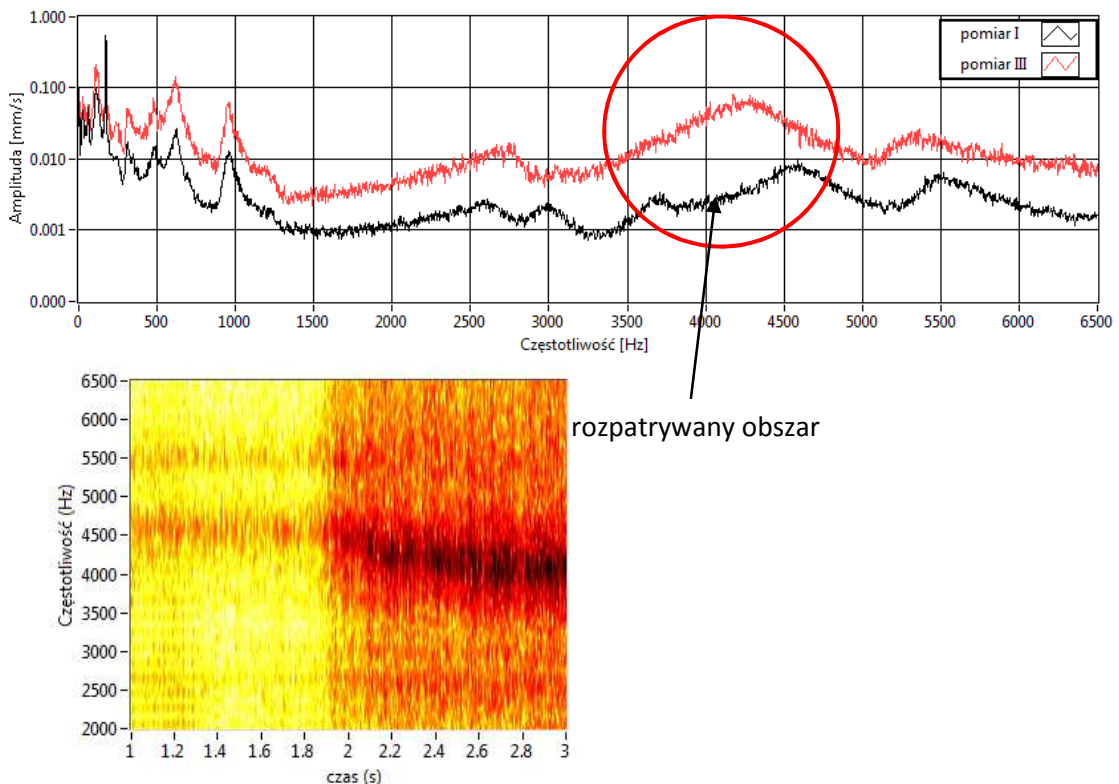 1.000
0.100
0.010
0.001
0.000
Amplituda [mm/s]
pomiar I
pomiar III
0 500 1000 1500 2000 2500 3000 3500 4000 4500 5000 5500 6000 6500
Częstotliwość [Hz]
rozpatrywany obszar
6500
6000
5500
5000
4500
4000
3500
3000
2500
2000
Częstotliwość (Hz)
1 1.2 1.4 1.6 1.8 2 2.2 2.4 2.6 2.8 3
czas (s)